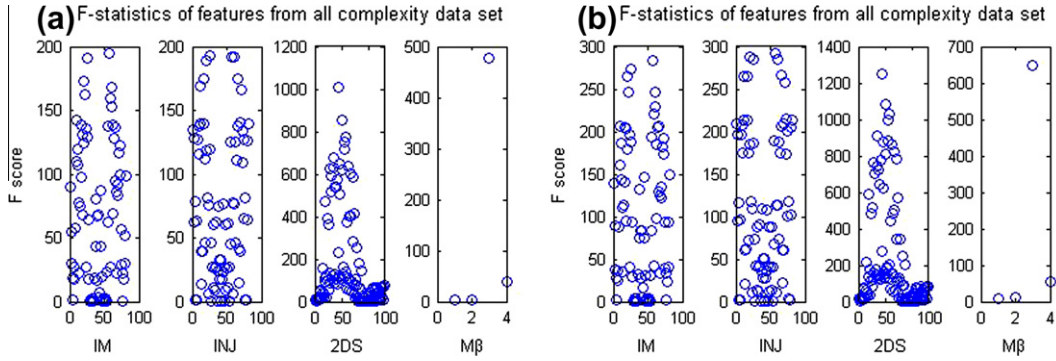 (a) F-statistics of features from all complexity data set
F score
200
150
100
50
0
0 50 100
IM
200
150
100
50
0
0 50 100
INJ
1200
1000
800
600
400
200
0
0 50 100
2DS
500
400
300
200
100
0
0 2 4
Mβ
(b) F-statistics of features from all complexity data set
F score
300
250
200
150
100
50
0
0 50 100
IM
300
250
200
150
100
50
0
0 50 100
INJ
1400
1200
1000
800
600
400
200
0
0 50 100
2DS
700
600
500
400
300
200
100
0
0 2 4
Mβ